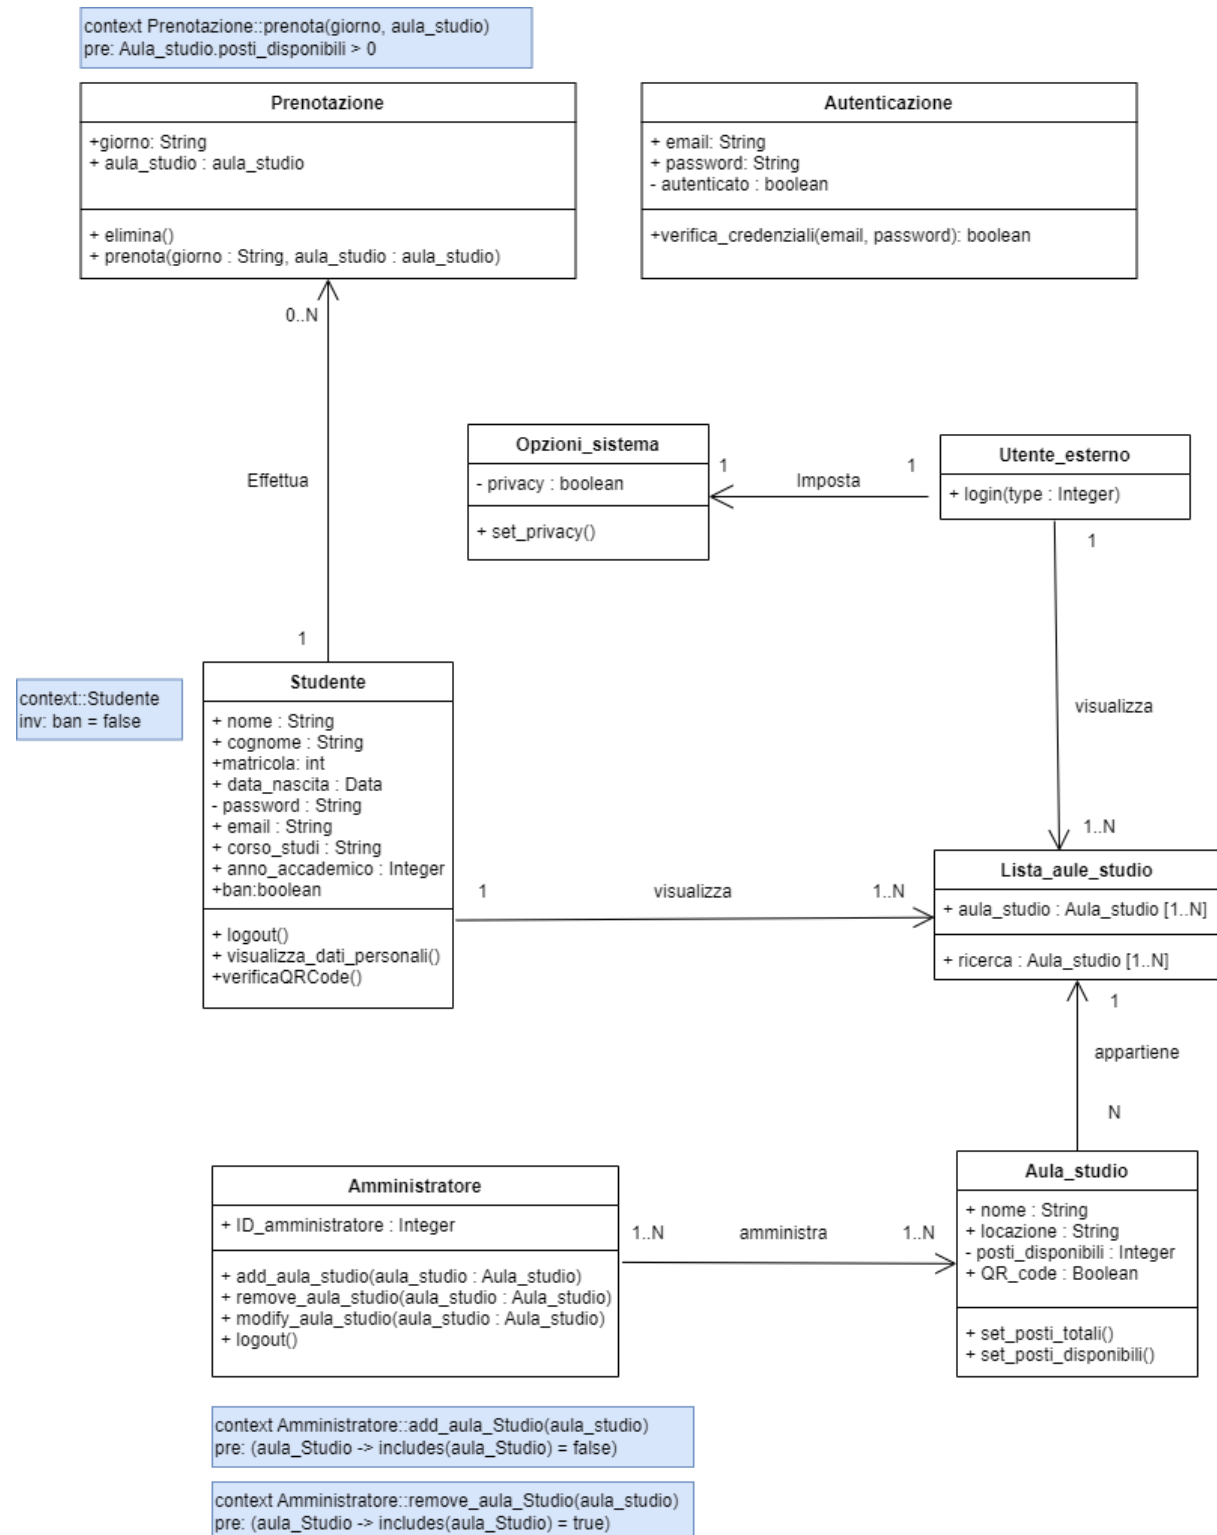 context Prenotazione::prenota(giorno, aula_studio)
pre: Aula_studio.posti_disponibili > 0
Prenotazione
+giorno: String
+ aula_studio : aula_studio
+ elimina()
+ prenota(giorno : String, aula_studio : aula_studio)
Autenticazione
+ email: String
+ password: String
- autenticato : boolean
+verifica_credenziali(email, password): boolean
0..N
Effettua
1
Opzioni_sistema
- privacy : boolean
+ set_privacy()
1
Imposta
1
Utente_esterno
+ login(type : Integer)
1
visualizza
1..N
context::Studente
inv: ban = false
Studente
+ nome : String
+ cognome : String
+matricola: int
+ data_nascita : Data
- password : String
+ email : String
+ corso_studi : String
+ anno_accademico : Integer
+ban:boolean
+ logout()
+ visualizza_dati_personali()
+verificaQRCode()
1
visualizza
1..N
Lista_aule_studio
+ aula_studio : Aula_studio [1..N]
+ ricerca : Aula_studio [1..N]
1
appartiene
N
Amministratore
+ ID_amministratore : Integer
+ add_aula_studio(aula_studio : Aula_studio)
+ remove_aula_studio(aula_studio : Aula_studio)
+ modify_aula_studio(aula_studio : Aula_studio)
+ logout()
1..N
amministra
1..N
Aula_studio
+ nome : String
+ locazione : String
- posti_disponibili : Integer
+ QR_code : Boolean
+ set_posti_totali()
+ set_posti_disponibili()
context Amministratore::add_aula_Studio(aula_studio)
pre: (aula_Studio -> includes(aula_Studio) = false)
context Amministratore::remove_aula_Studio(aula_studio)
pre: (aula_Studio -> includes(aula_Studio) = true)